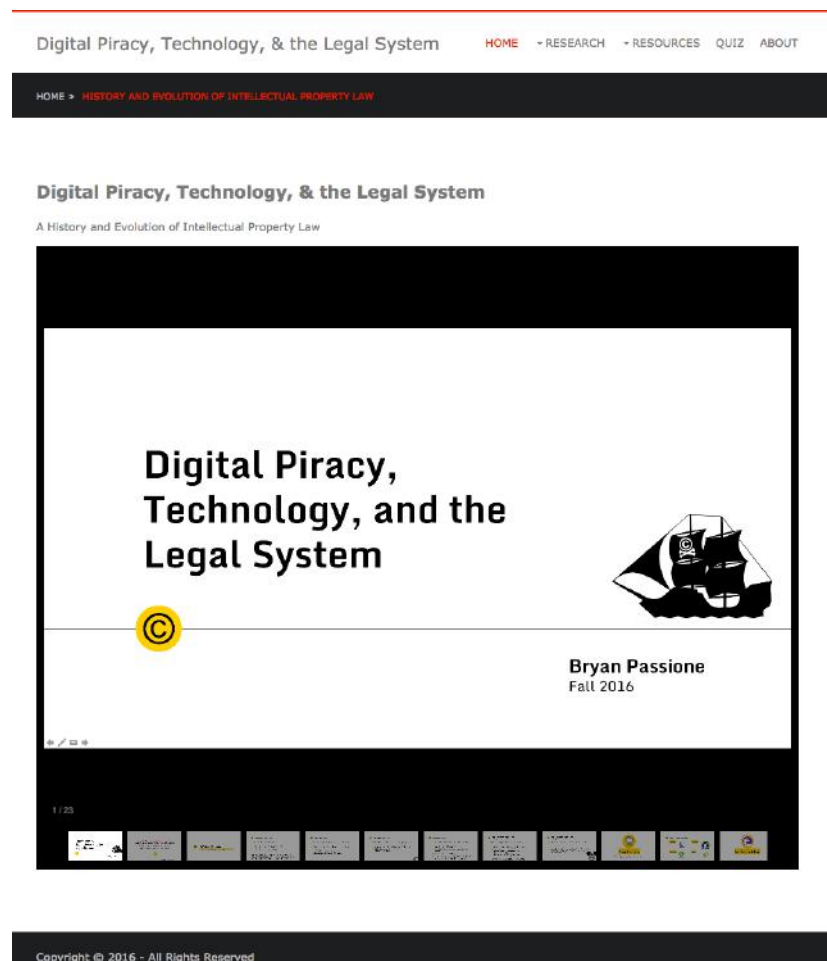 Digital Piracy, Technology, & the Legal System
HOME RESEARCH RESOURCES QUIZ ABOUT
HOME > HISTORY AND EVOLUTION OF INTELLECTUAL PROPERTY LAW
Digital Piracy, Technology, & the Legal System
A History and Evolution of Intellectual Property Law
Digital Piracy,
Technology, and the
Legal System
©
©
Bryan Passione
Fall 2016
1 / 23
Copyright © 2016 - All Rights Reserved